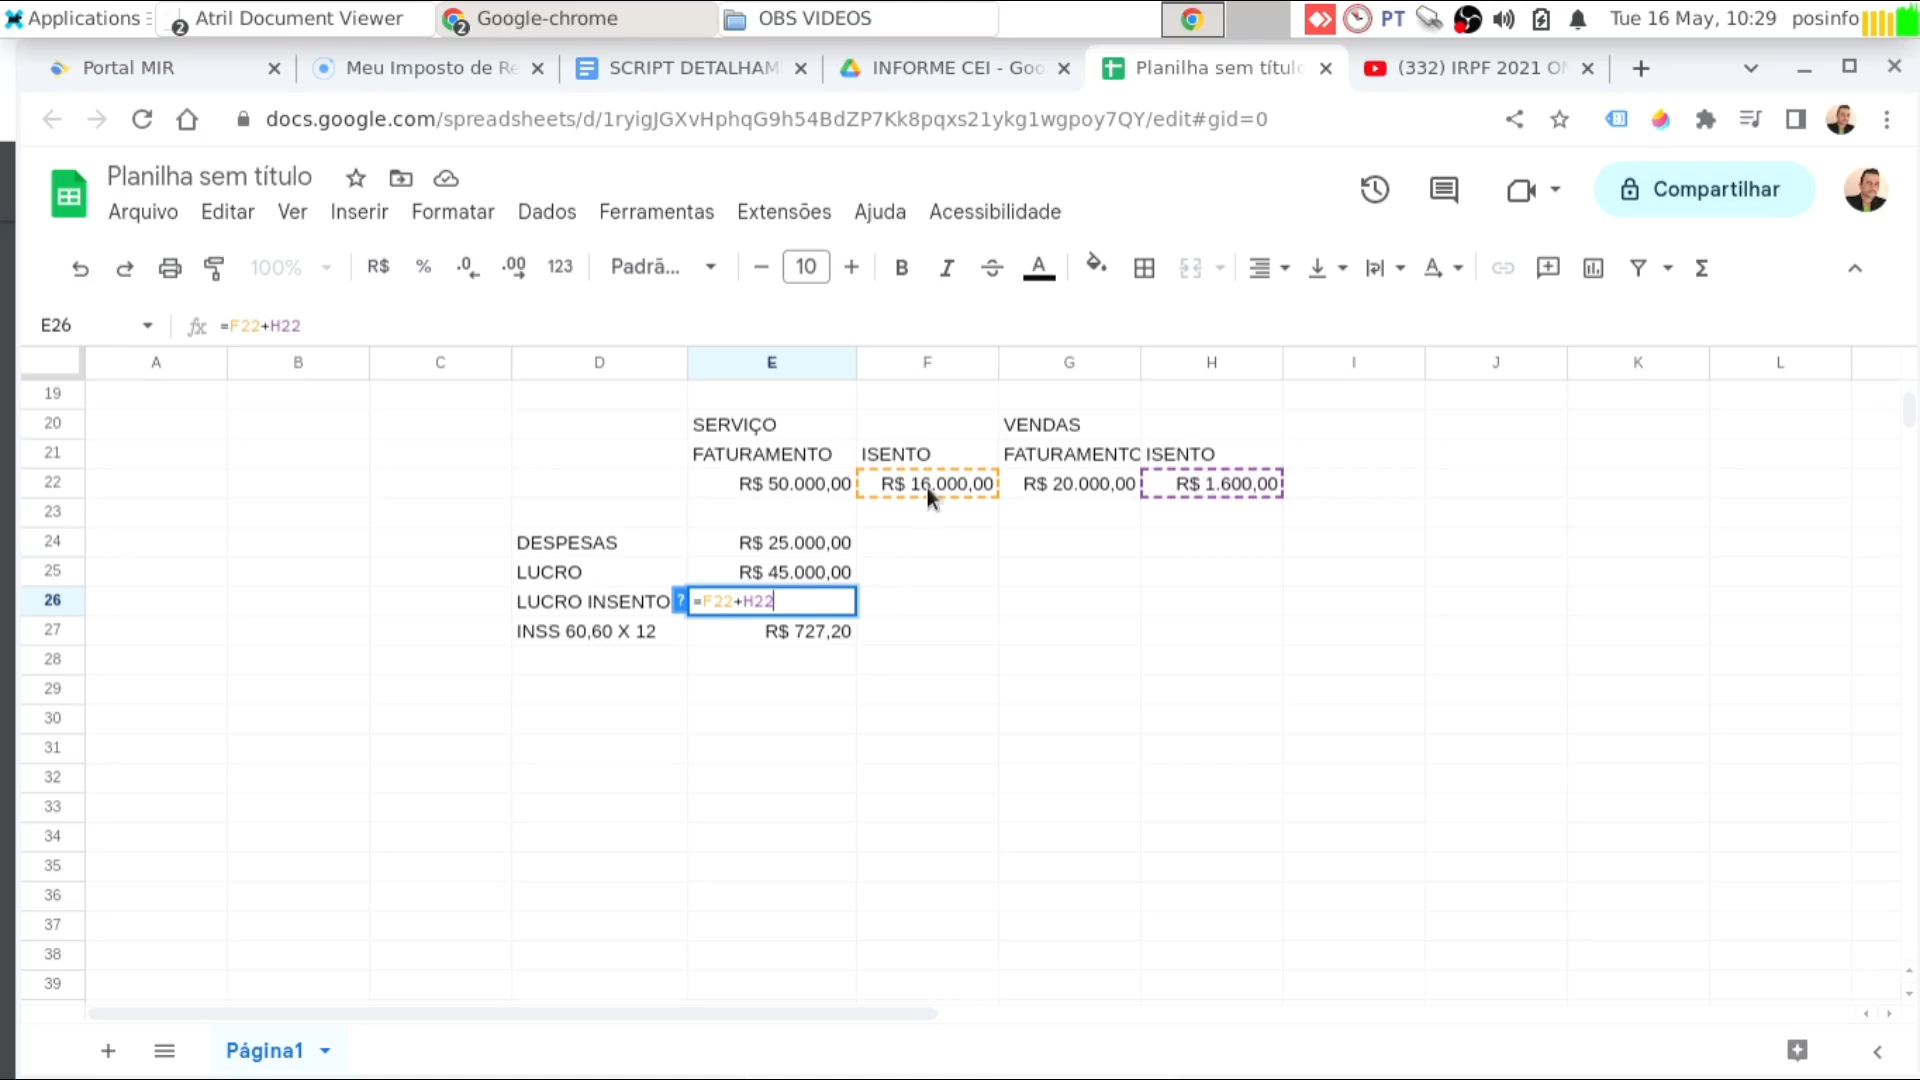 Applications
2 Atril Document Viewer
2 Google-chrome
OBS VIDEOS
PT
Tue 16 May, 10:29 posinfo
Portal MIR
Meu Imposto de Re
SCRIPT DETALHAM
INFORME CEI - Goo
Planilha sem título
(332) IRPF 2021 O
docs.google.com/spreadsheets/d/1ryigJGXvHphqG9h54BdZP7Kk8pqxs21ykg1wgpoy7QY/edit#gid=0
Planilha sem título
Compartilhar
Arquivo Editar Ver Inserir Formatar Dados Ferramentas Extensões Ajuda Acessibilidade
100% R$ % .0 .00 123 Padrã... 10 B I A Σ
E26 fx =F22+H22
A B C D E F G H I J K L
19
20 SERVIÇO VENDAS
21 FATURAMENTO ISENTO FATURAMENTO ISENTO
22 R$ 50.000,00 R$ 16.000,00 R$ 20.000,00 R$ 1.600,00
23
24 DESPESAS R$ 25.000,00
25 LUCRO R$ 45.000,00
26 LUCRO INSENTO ? =F22+H22
27 INSS 60,60 X 12 R$ 727,20
28
29
30
31
32
33
34
35
36
37
38
39
Página1